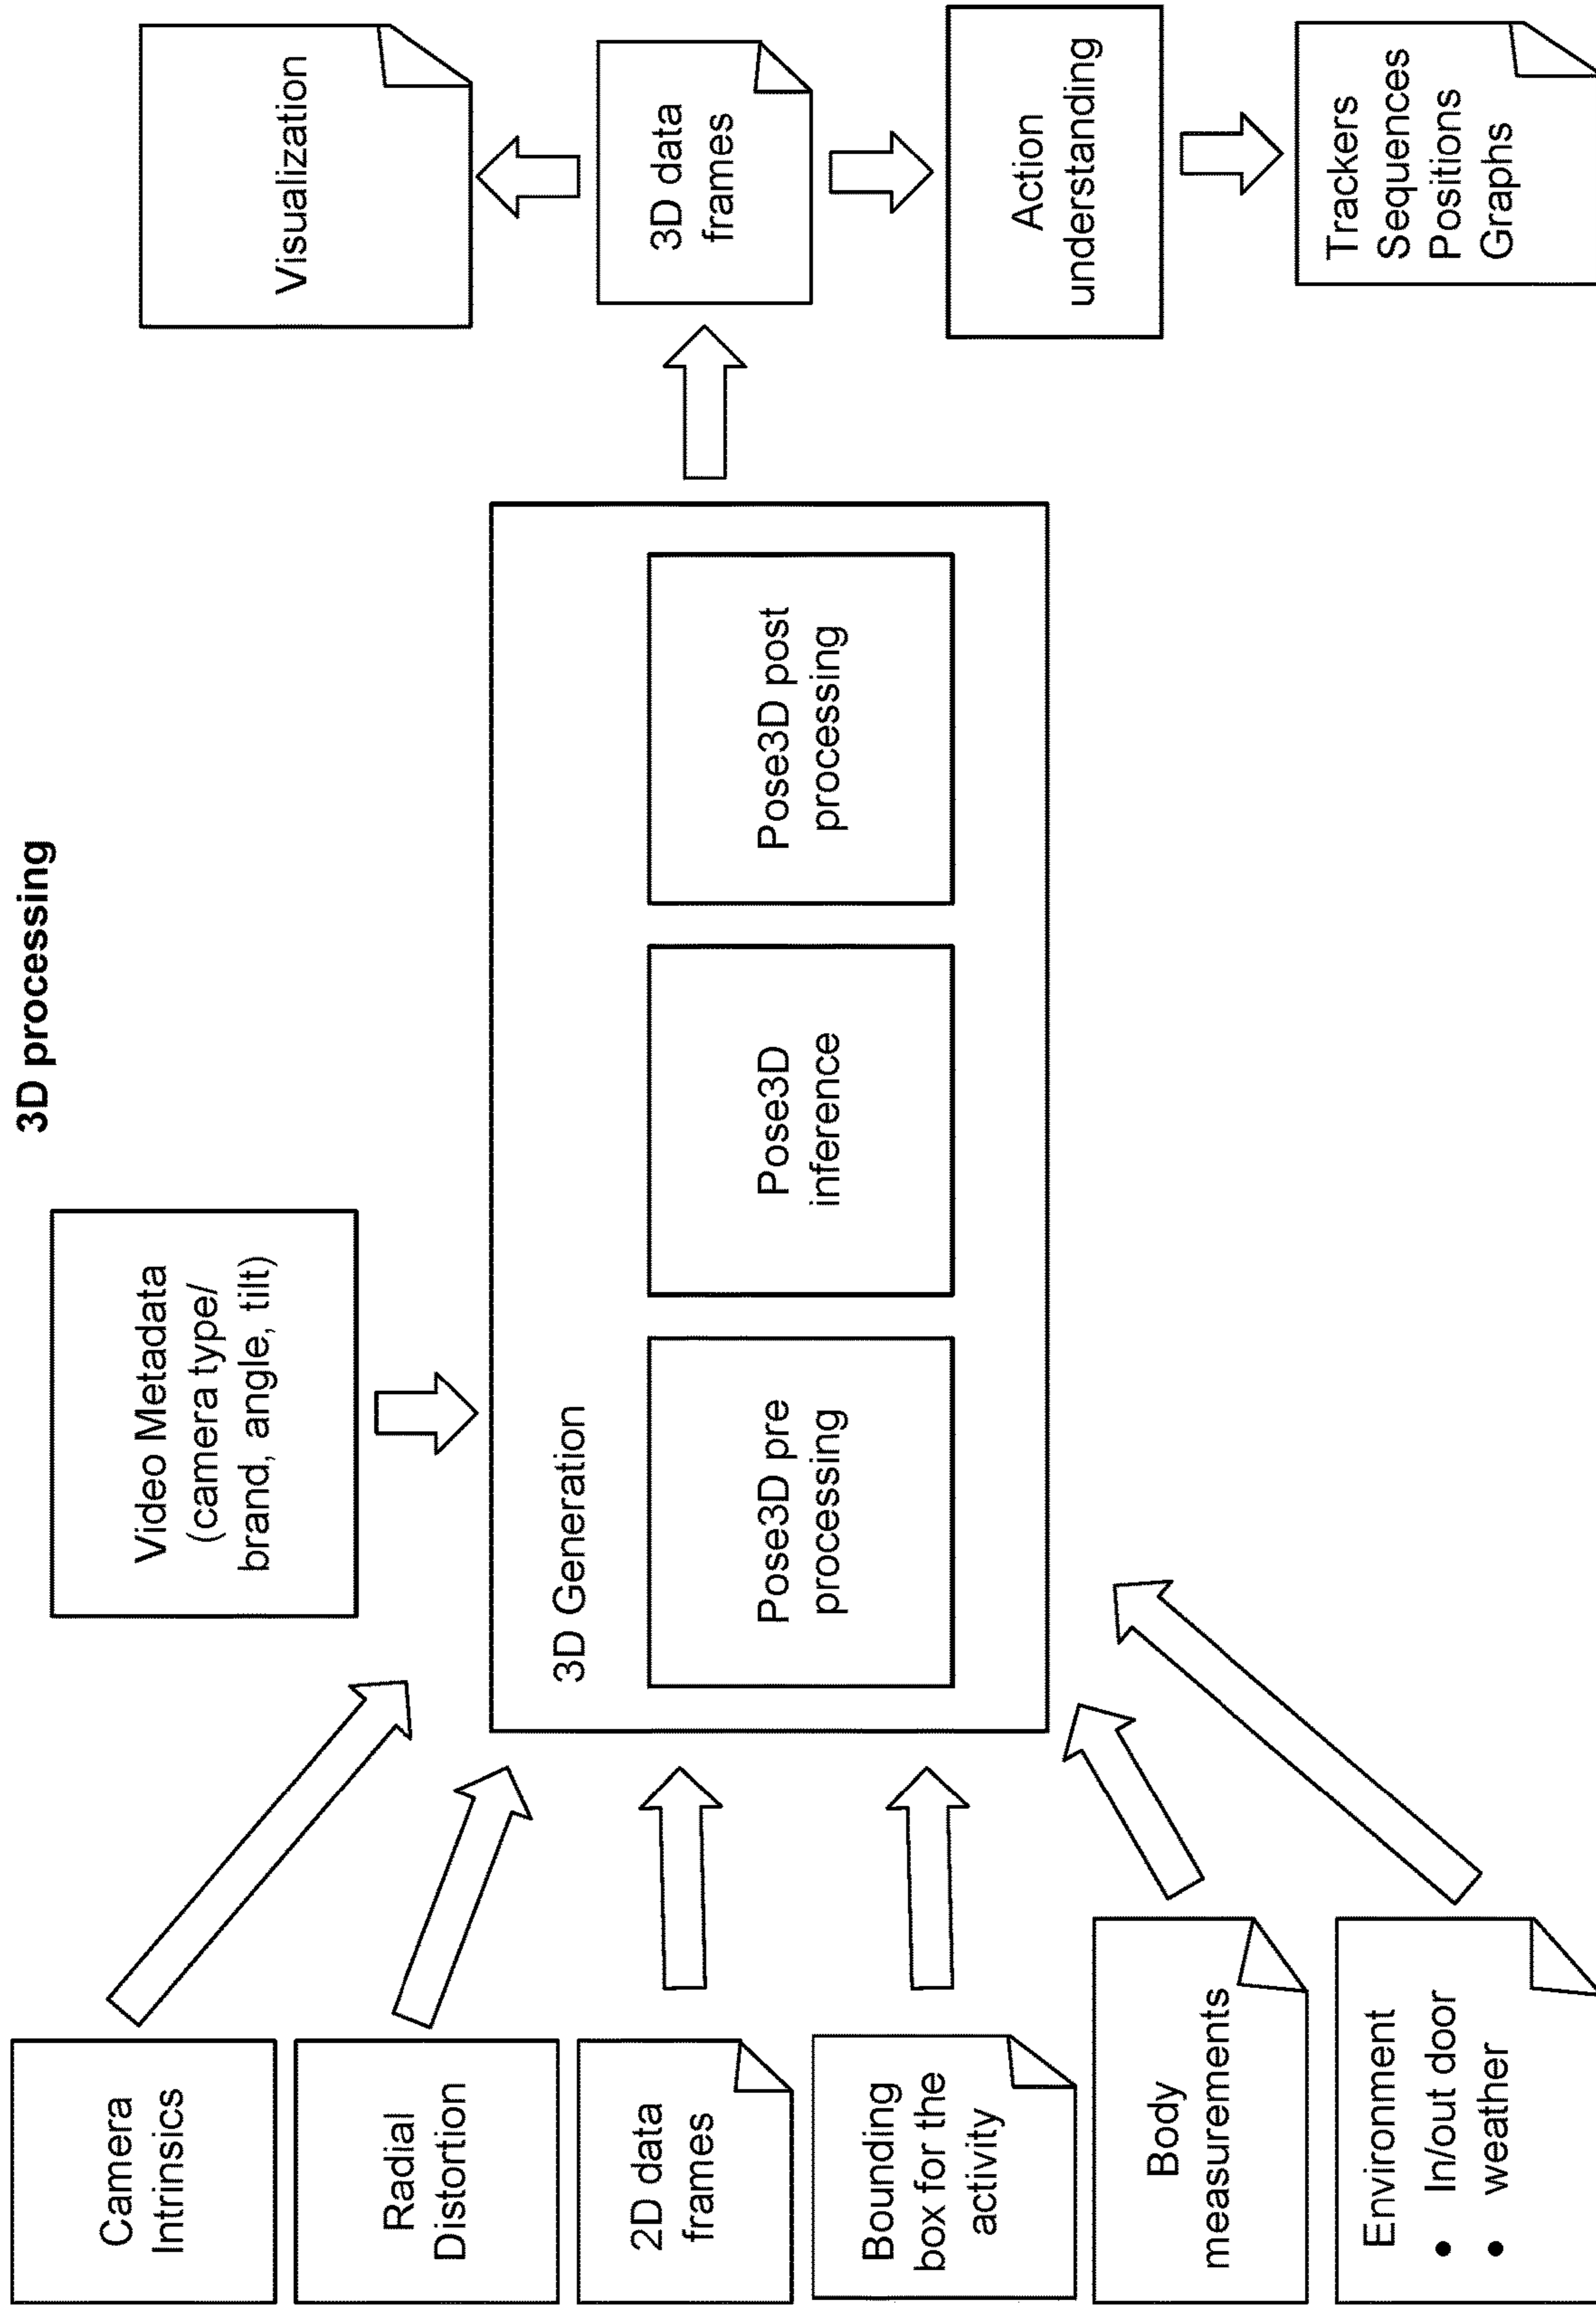 3D processing
Video Metadata
(camera type/
brand, angle, tilt)
Camera
Intrinsics
Radial
Distortion
2D data
frames
Bounding
box for the
activity
Body
measurements
Environment
• In/out door
• weather
3D Generation
Pose3D pre
processing
Pose3D
inference
Pose3D post
processing
Visualization
3D data
frames
Action
understanding
Trackers
Sequences
Positions
Graphs